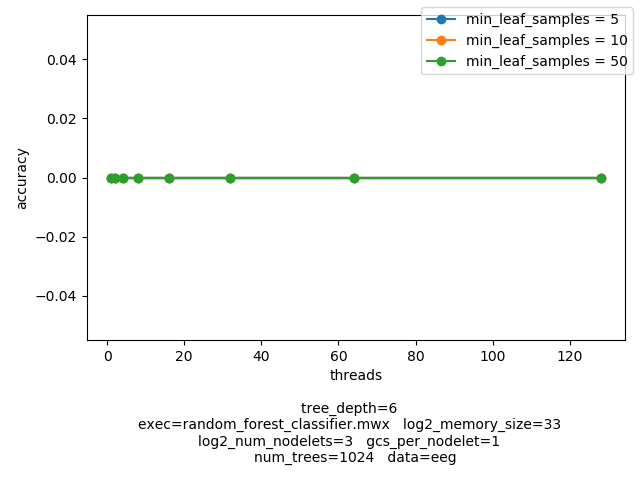 min_leaf_samples = 5
min_leaf_samples = 10
min_leaf_samples = 50
0.04
0.02
0.00
−0.02
−0.04
accuracy
0 20 40 60 80 100 120
threads
tree_depth=6
exec=random_forest_classifier.mwx log2_memory_size=33
log2_num_nodelets=3 gcs_per_nodelet=1
num_trees=1024 data=eeg